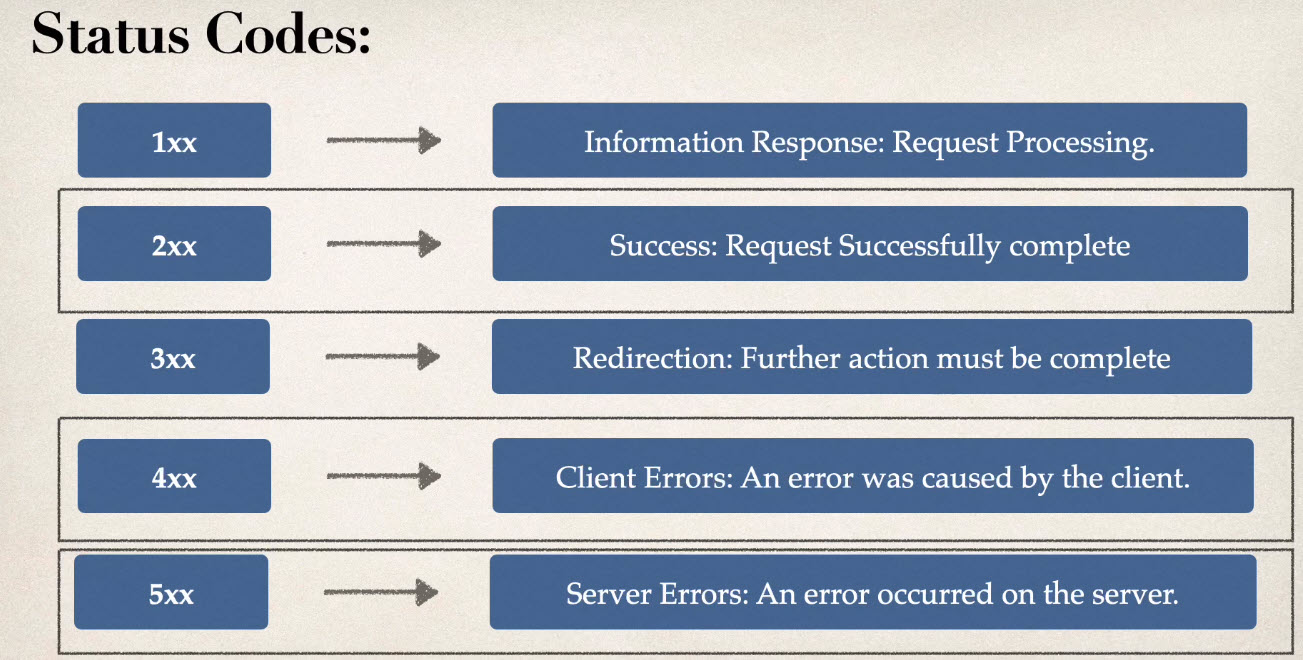 Status Codes:
1xx
Information Response: Request Processing.
2xx
Success: Request Successfully complete
3xx
Redirection: Further action must be complete
4xx
Client Errors: An error was caused by the client.
5xx
Server Errors: An error occurred on the server.